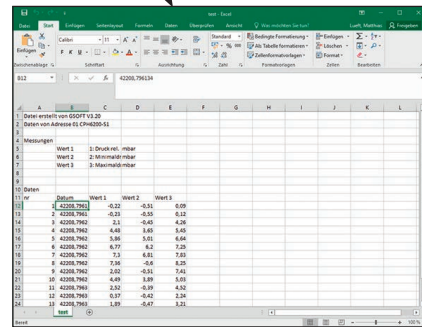 test - Excel
Datei Start Einfügen Seitenlayout Formeln Daten Überprüfen Ansicht Was möchten Sie tun? Luft, Matthias Freigeben
Einfügen
Calibri 11
F K U
Standard
Bedingte Formatierung
Als Tabelle formatieren
Zellenformatvorlagen
Einfügen
Löschen
Format
Zwischenablage Schriftart Ausrichtung Zahl Formatvorlagen Zellen Bearbeiten
B12 fx 42208,796134
A B C D E F G H I J K L
1 Datei erstellt von GSOFT V3.20
2 Daten von Adresse 01 CPH6200-S1
3
4 Messungen
5 Wert 1 1: Druck rel. mbar
6 Wert 2 2: Minimaldr mbar
7 Wert 3 3: Maximaldr mbar
8
9
10 Daten
11 nr Datum Wert 1 Wert 2 Wert 3
12 1 42208,7961 -0,22 -0,51 0,09
13 2 42208,7961 -0,23 -0,55 0,12
14 3 42208,7962 2,1 -0,45 4,26
15 4 42208,7962 4,48 3,65 5,45
16 5 42208,7962 5,86 5,01 6,64
17 6 42208,7962 6,77 6,2 7,29
18 7 42208,7962 7,3 6,81 7,83
19 8 42208,7962 7,36 -0,6 8,25
20 9 42208,7962 2,02 -0,51 7,41
21 10 42208,7962 4,49 3,89 5,03
22 11 42208,7963 2,52 -0,39 4,52
23 12 42208,7963 0,37 -0,42 2,24
24 13 42208,7963 1,89 -0,47 3,21
test
Bereit 100 %